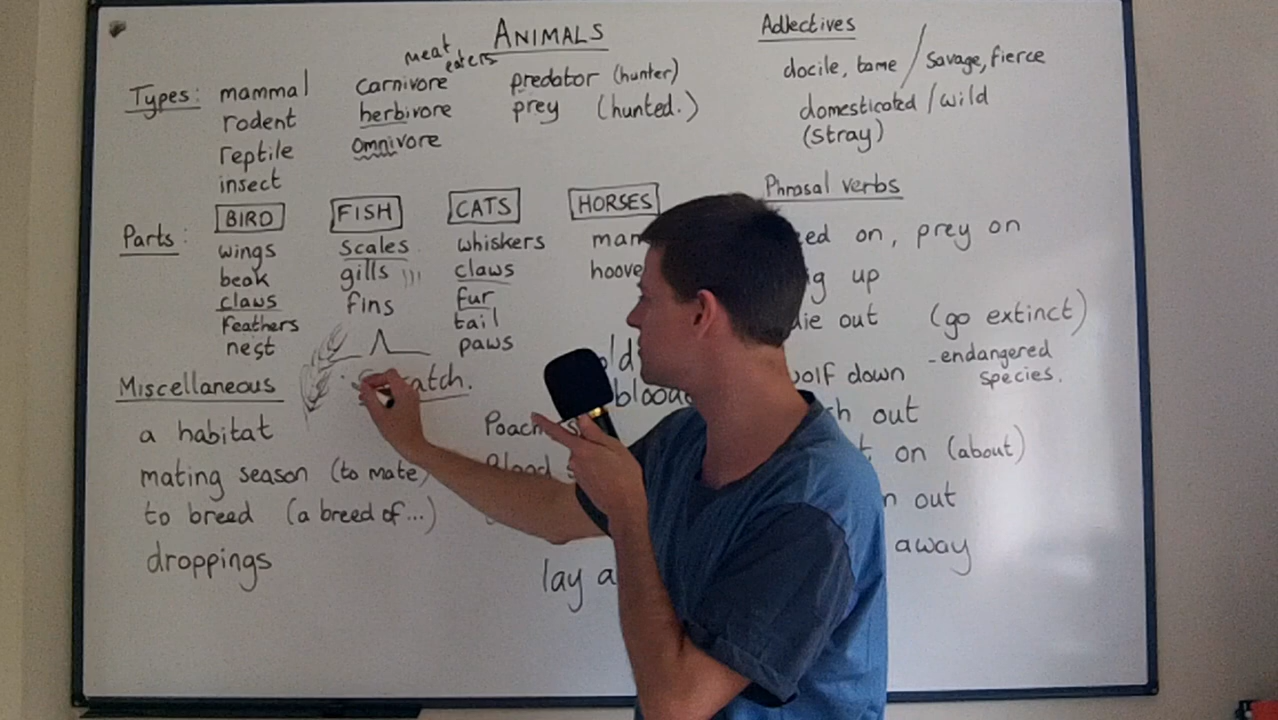 ANIMALS
meat eaters
Types: mammal
rodent
reptile
insect
carnivore
herbivore
omnivore
predator (hunter)
prey (hunted.)
Adjectives
docile, tame / savage, fierce
domesticated / wild
(stray)
Parts:
BIRD
wings
beak
claws
feathers
nest
FISH
scales
gills
fins
CATS
whiskers
claws
fur
tail
paws
HORSES
Phrasal verbs
on, prey on
up
out (go extinct)
-endangered
species.
down
out
on (about)
out
away
Miscellaneous
a habitat
mating season (to mate)
to breed (a breed of...)
droppings
Blood
lay